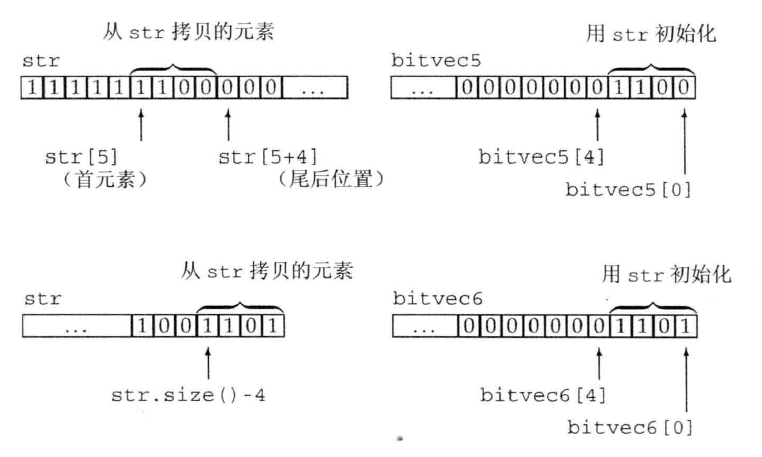 从 str 拷贝的元素
str
1 1 1 1 1 1 1 0 0 0 0 0 ...
str[5]
（首元素）
str[5+4]
（尾后位置）
用 str 初始化
bitvec5
... 0 0 0 0 0 0 0 1 1 0 0
bitvec5[4]
bitvec5[0]
从 str 拷贝的元素
str
... 1 0 0 1 1 0 1
str.size()-4
用 str 初始化
bitvec6
... 0 0 0 0 0 0 0 1 1 0 1
bitvec6[4]
bitvec6[0]